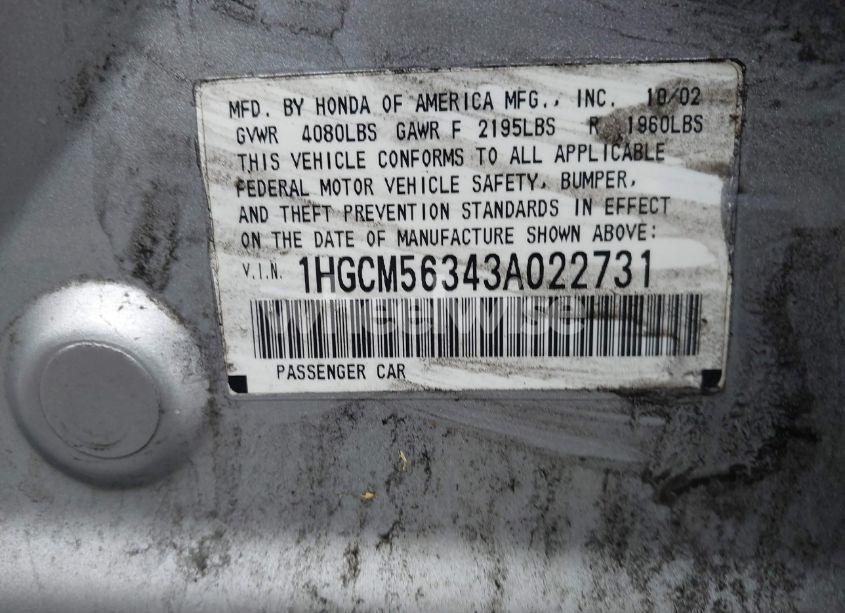 MFD. BY HONDA OF AMERICA MFG., INC. 10/02
GVWR 4080LBS GAWR F 2195LBS R 1960LBS
THIS VEHICLE CONFORMS TO ALL APPLICABLE
FEDERAL MOTOR VEHICLE SAFETY, BUMPER,
AND THEFT PREVENTION STANDARDS IN EFFECT
ON THE DATE OF MANUFACTURE SHOWN ABOVE:
V.I.N. 1HGCM56343A022731
wheelwise
PASSENGER CAR